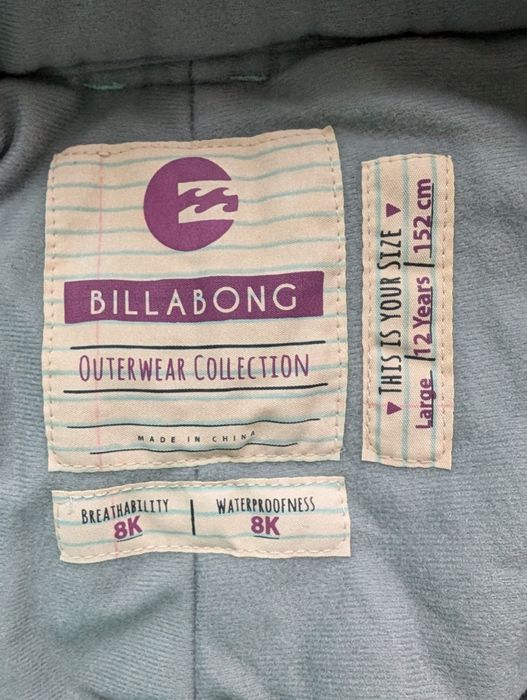 BILLABONG
OUTERWEAR COLLECTION
MADE IN CHINA
BREATHABILITY
8K
WATERPROOFNESS
8K
THIS IS YOUR SIZE
Large | 12 Years | 152 cm